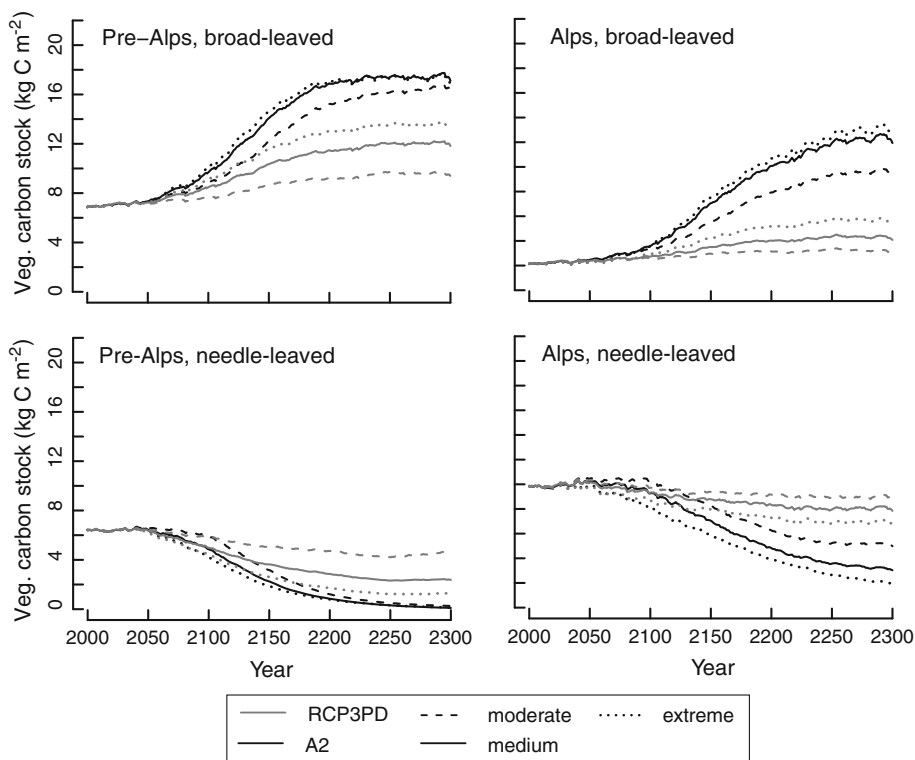 Pre–Alps, broad-leaved
Veg. carbon stock (kg C m-2)
0 4 8 12 16 20
Alps, broad-leaved
Pre-Alps, needle-leaved
Veg. carbon stock (kg C m-2)
0 4 8 12 16 20
2000 2050 2100 2150 2200 2250 2300
Year
Alps, needle-leaved
2000 2050 2100 2150 2200 2250 2300
Year
RCP3PD moderate extreme
A2 medium